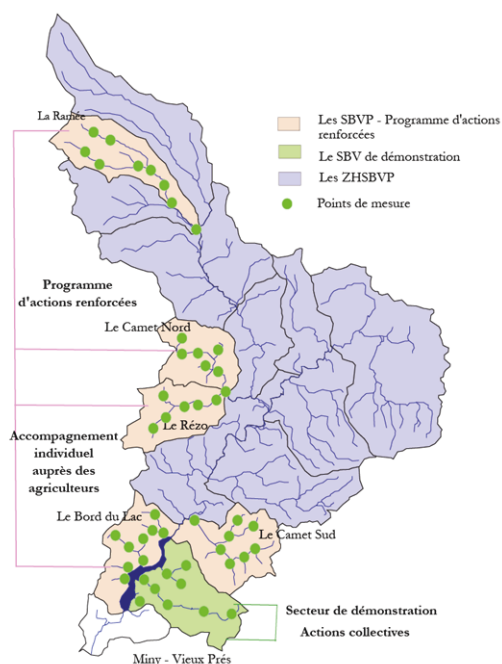 La Ramée
Les SBVP - Programme d'actions
renforcées
Le SBV de démonstration
Les ZHSBVP
Points de mesure
Programme
d'actions renforcées
Le Camet Nord
Le Rézo
Accompagnement
individuel
auprès des
agriculteurs
Le Bord du Lac
Le Camet Sud
Secteur de démonstration
Actions collectives
Miny - Vieux Prés